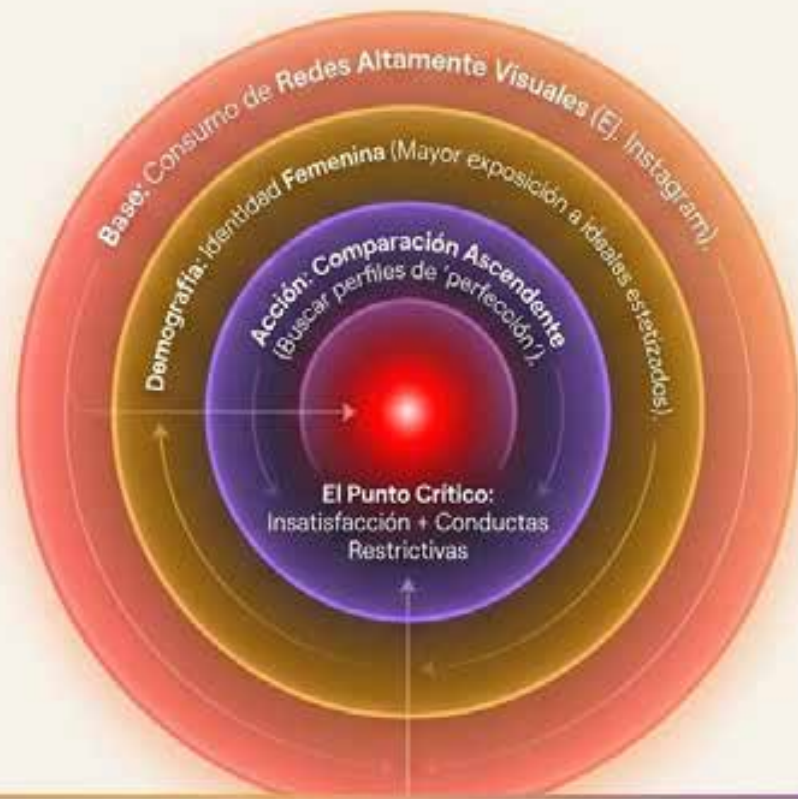 Base: Consumo de Redes Altamente Visuales (Ej. Instagram).
Demografía: Identidad Femenina (Mayor exposición a ideales estetizados).
Acción: Comparación Ascendente
(Buscar perfiles de 'perfección').
El Punto Crítico:
Insatisfacción + Conductas
Restrictivas